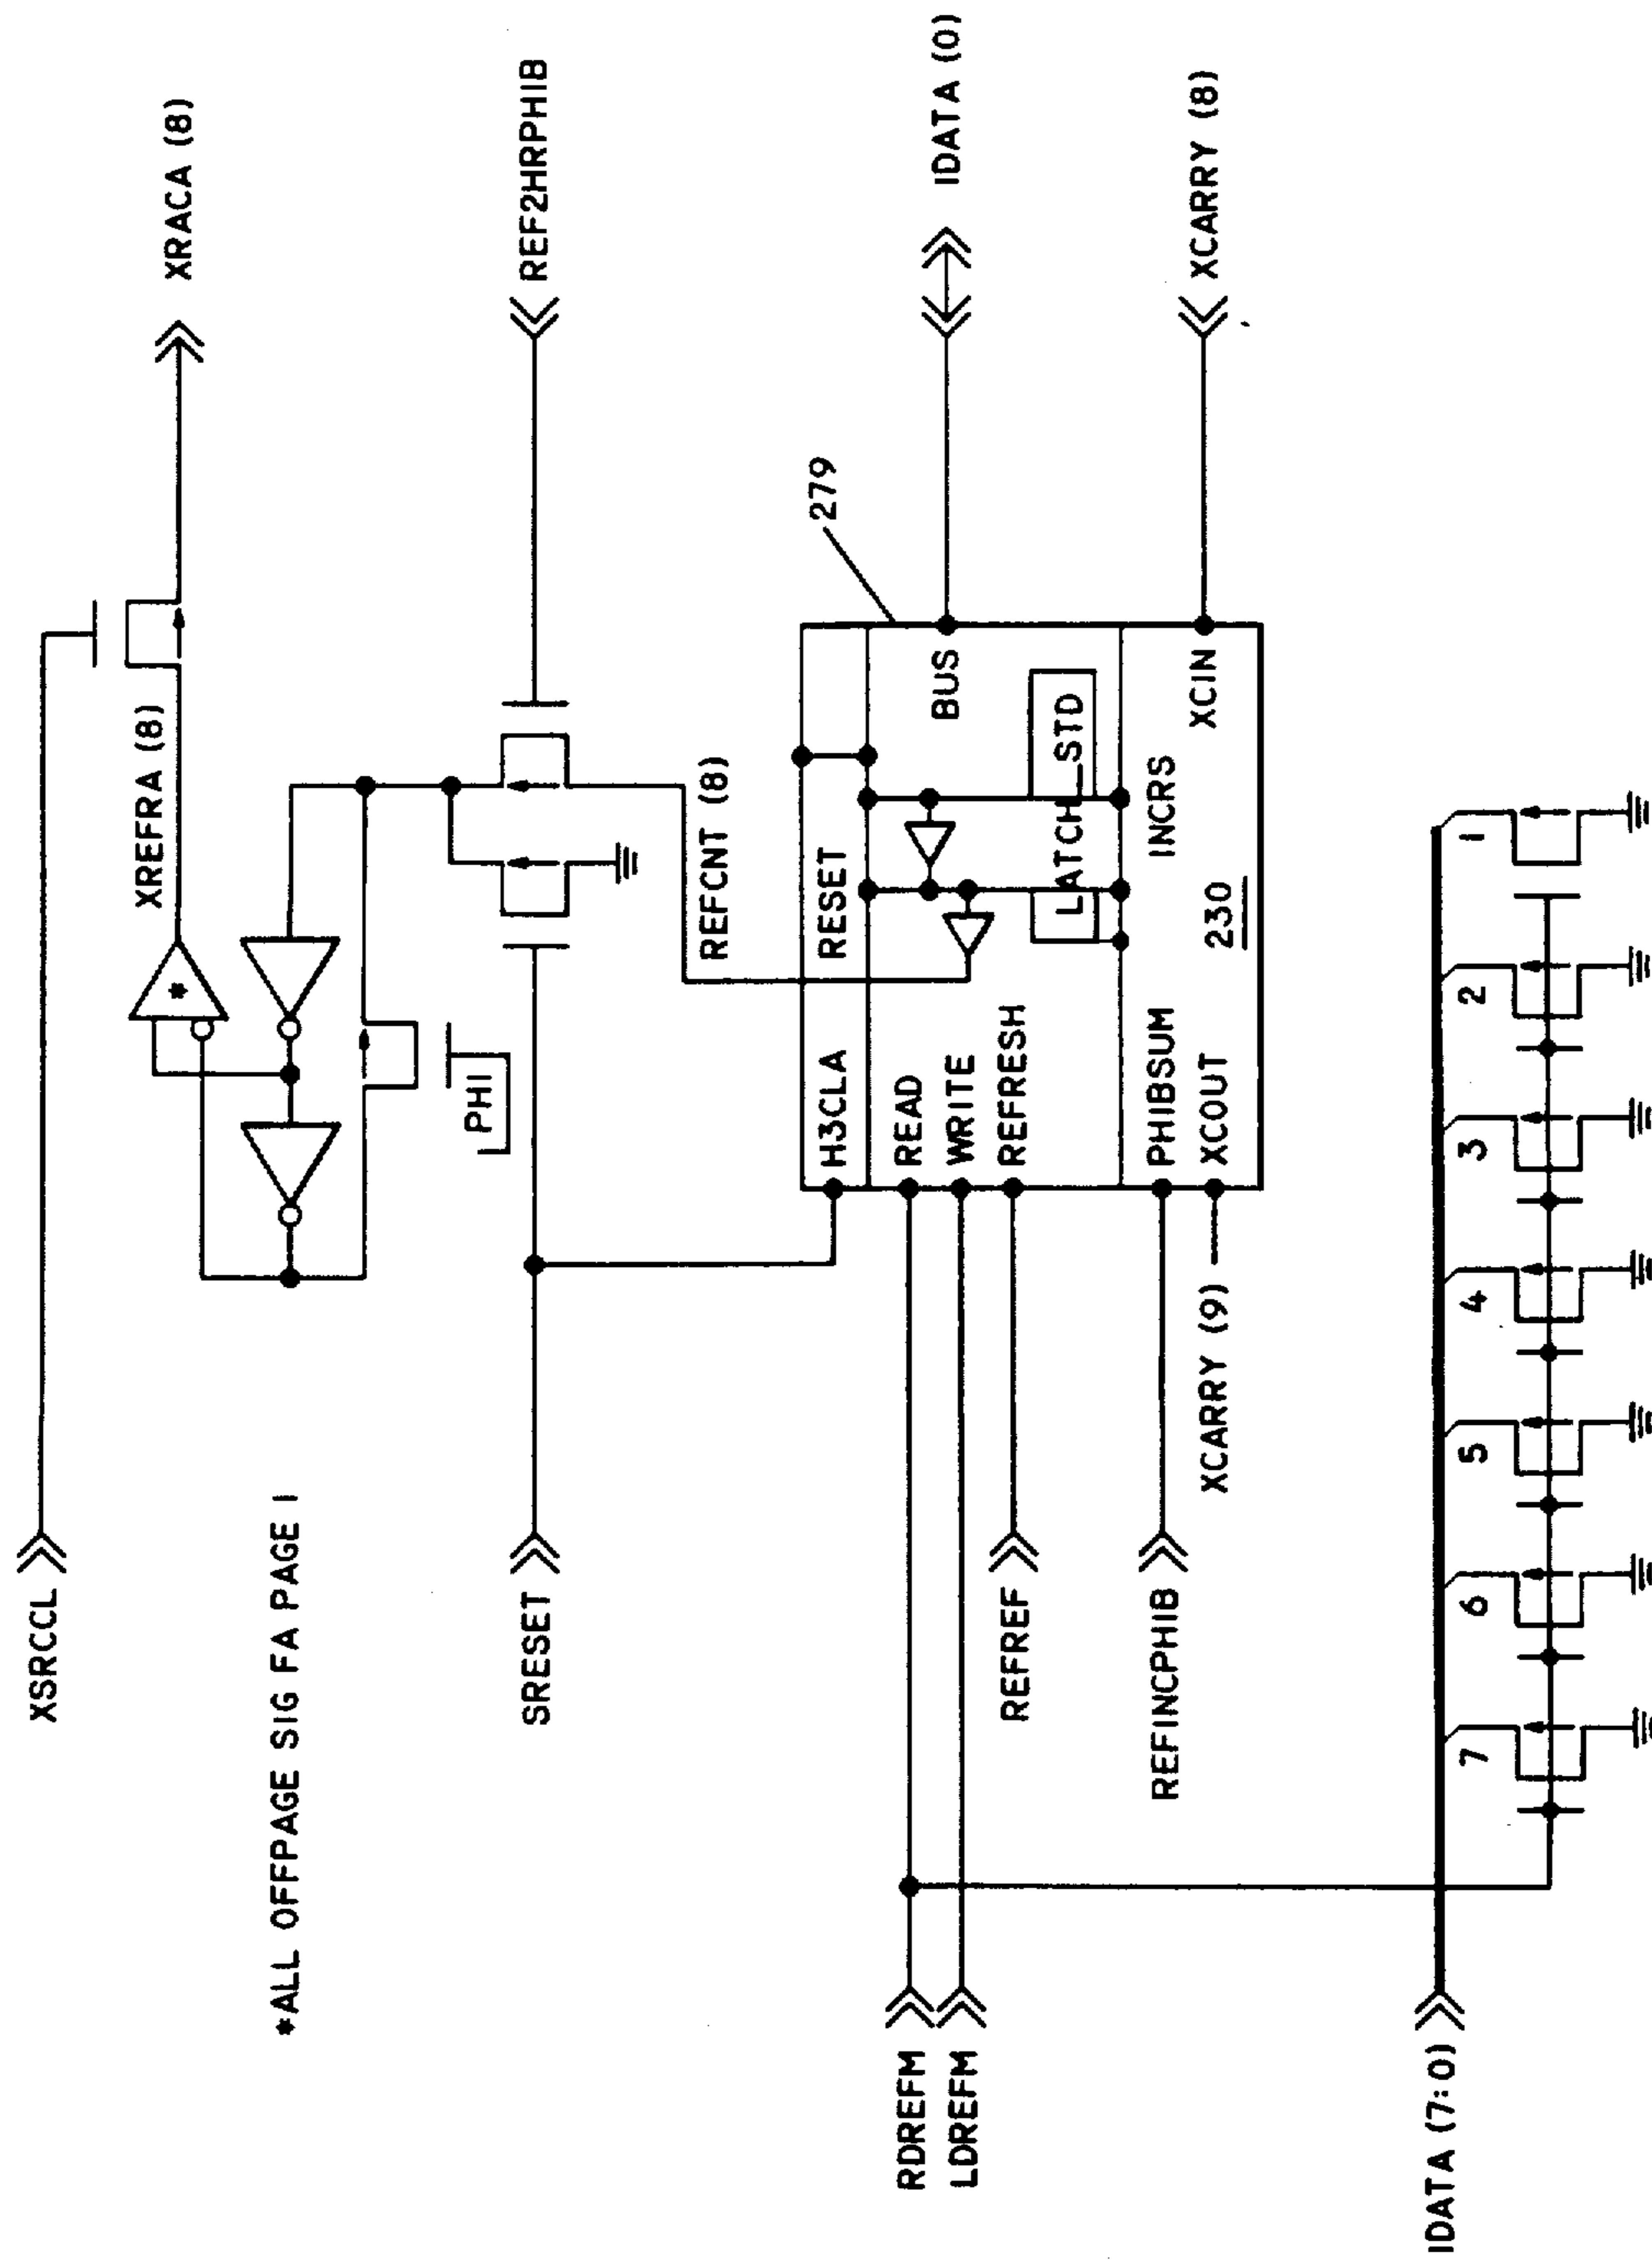 XSRCCL
XREFRA (8)
XRACA (8)
*
*ALL OFFPAGE SIG FA PAGE 1
PHI
SRESET
REF2HRPHIB
REFCNT (8)
279
H3CLA
RESET
READ
WRITE
REFRESH
BUS
LATCH_STD
IDATA (0)
RDREFM
LDREFM
REFREF
PHIBSUM
XCOUT
230
INCRS
XCIN
XCARRY (8)
REFINCPHIB
XCARRY (9)
IDATA (7:0)
7 6 5 4 3 2 1